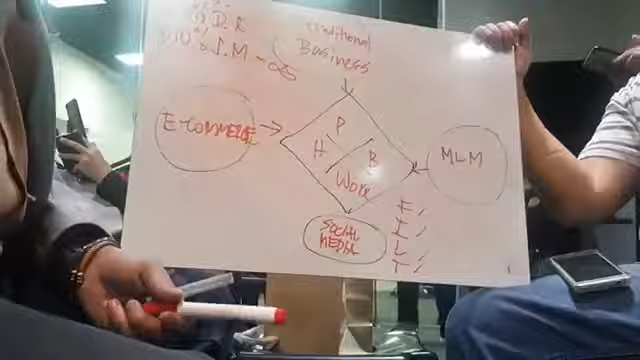 D.R
% S.M - ∞
Traditional
Business
E-COMMERCE
P
H
B
Work
MLM
SOCIAL
MEDIA
F,
I,
L,
T,